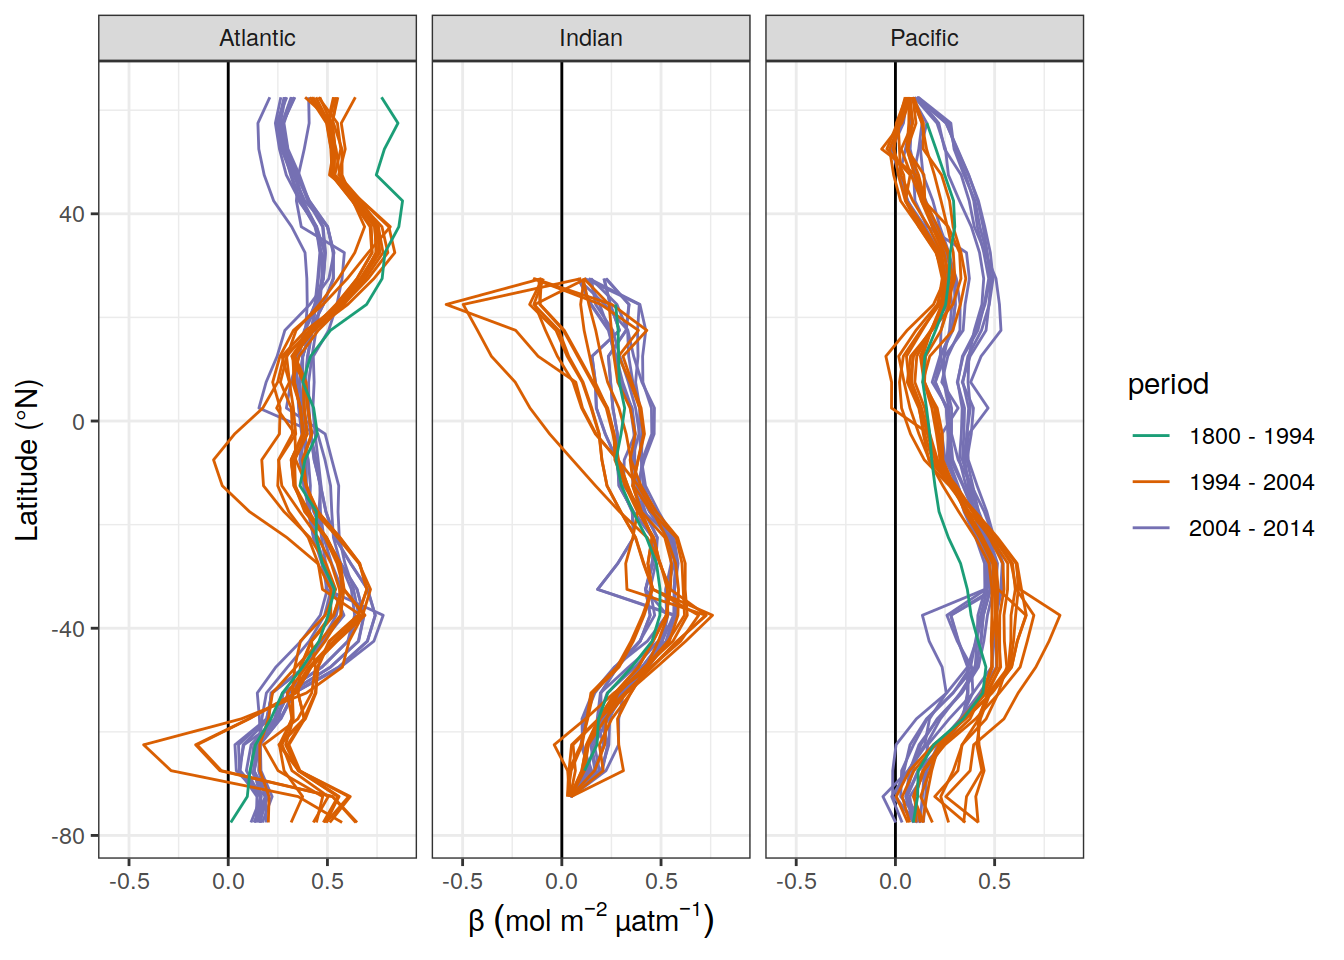 Atlantic Indian Pacific
40
0
-40
-80
Latitude (°N)
-0.5 0.0 0.5 -0.5 0.0 0.5 -0.5 0.0 0.5
β (mol m⁻² µatm⁻¹)
period
1800 - 1994
1994 - 2004
2004 - 2014